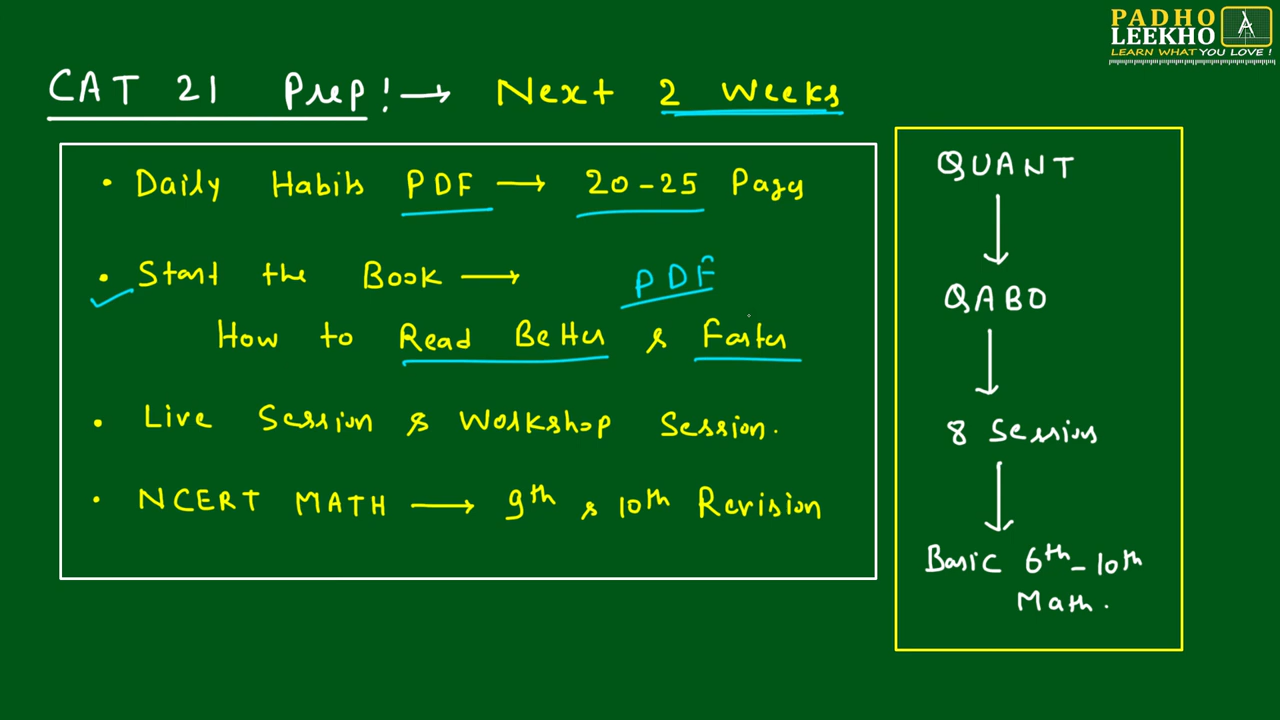 PADHO
LEEKHO
LEARN WHAT YOU LOVE !
CAT 21 Prep! → Next 2 Weeks
• Daily Habits PDF → 20-25 Pages
• Start the Book → PDF
How to Read Better & Faster
• Live Session & Workshop Session.
• NCERT MATH → 9th & 10th Revision
QUANT
↓
QABD
↓
8 Sessions
↓
Basic 6th - 10th
Math.